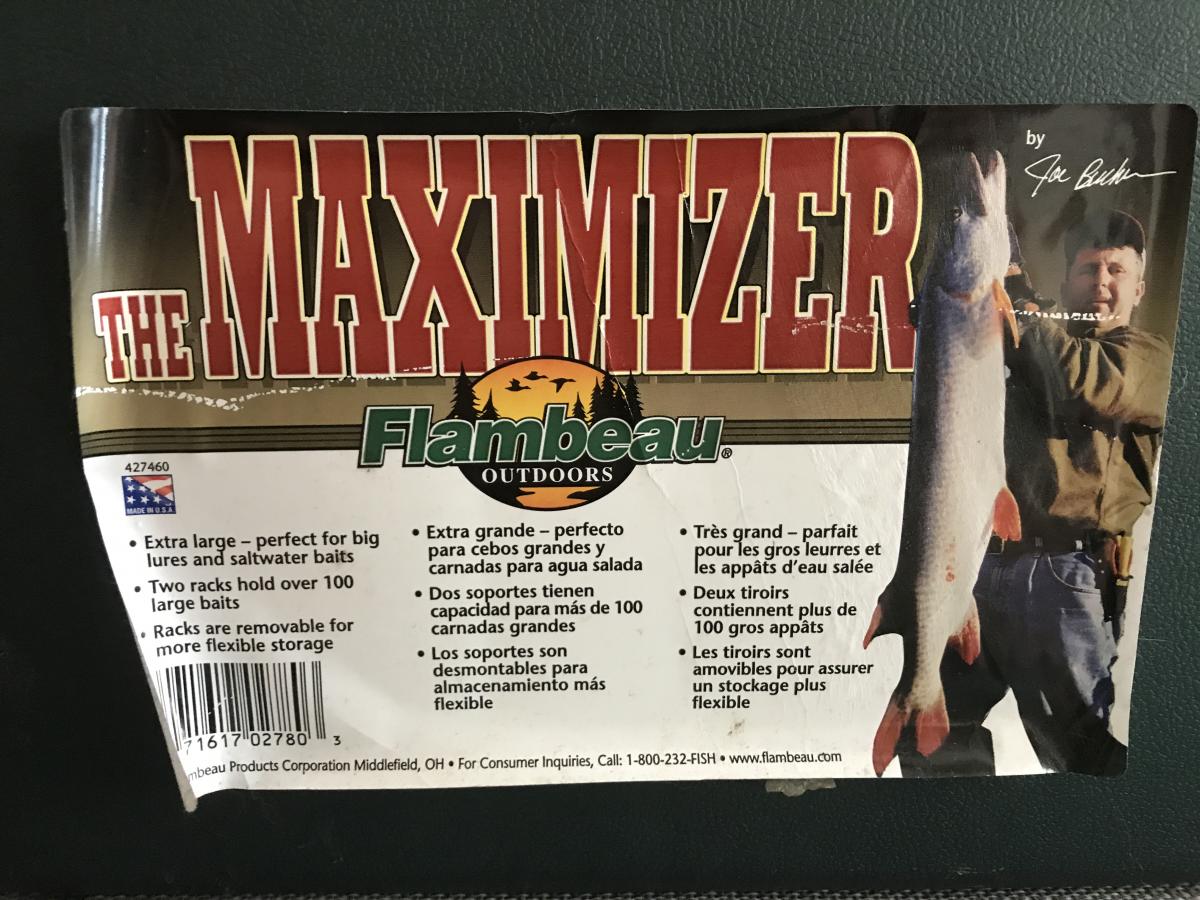 by
Joe Bucher
THE MAXIMIZER
Flambeau®
OUTDOORS
427460
MADE IN U.S.A
• Extra large – perfect for big
lures and saltwater baits
• Two racks hold over 100
large baits
• Racks are removable for
more flexible storage
• Extra grande – perfecto
para cebos grandes y
carnadas para agua salada
• Dos soportes tienen
capacidad para más de 100
carnadas grandes
• Los soportes son
desmontables para
almacenamiento más
flexible
• Très grand – parfait
pour les gros leurres et
les appâts d'eau salée
• Deux tiroirs
contiennent plus de
100 gros appâts
• Les tiroirs sont
amovibles pour assurer
un stockage plus
flexible
71617 02780 3
mbeau Products Corporation Middlefield, OH • For Consumer Inquiries, Call: 1-800-232-FISH • www.flambeau.com